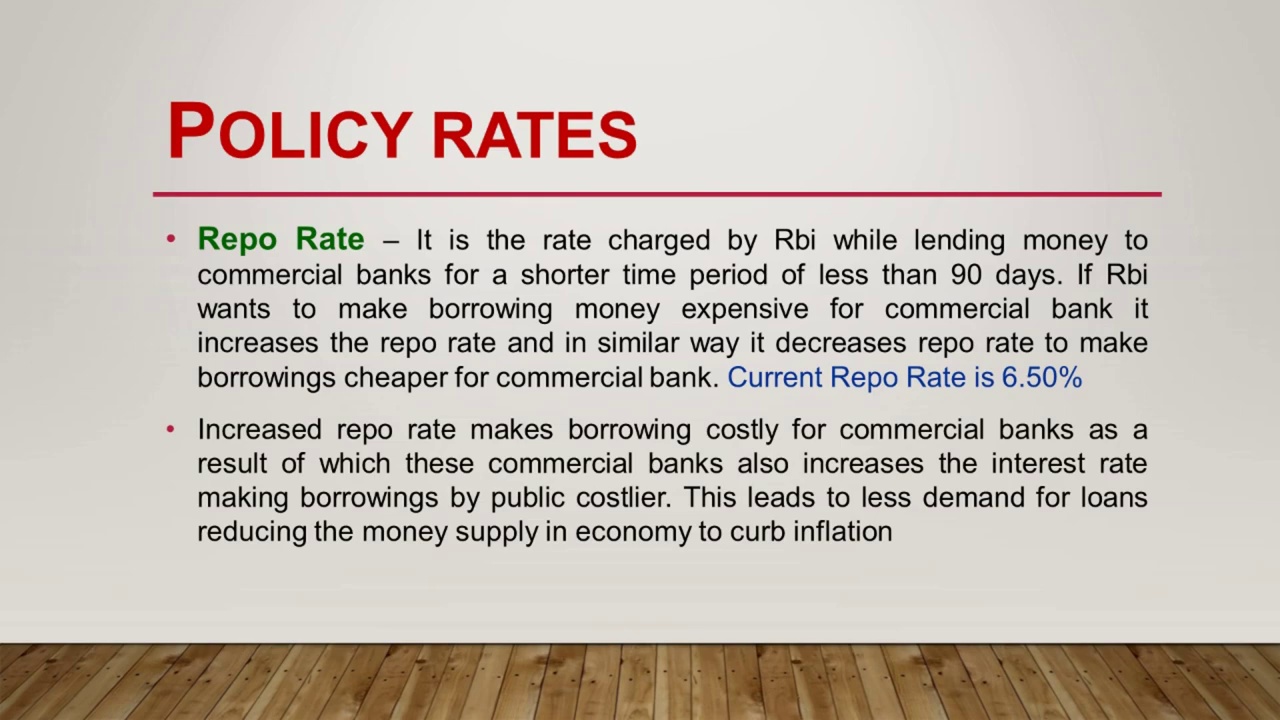 POLICY RATES
• Repo Rate – It is the rate charged by Rbi while lending money to
commercial banks for a shorter time period of less than 90 days. If Rbi
wants to make borrowing money expensive for commercial bank it
increases the repo rate and in similar way it decreases repo rate to make
borrowings cheaper for commercial bank. Current Repo Rate is 6.50%
• Increased repo rate makes borrowing costly for commercial banks as a
result of which these commercial banks also increases the interest rate
making borrowings by public costlier. This leads to less demand for loans
reducing the money supply in economy to curb inflation